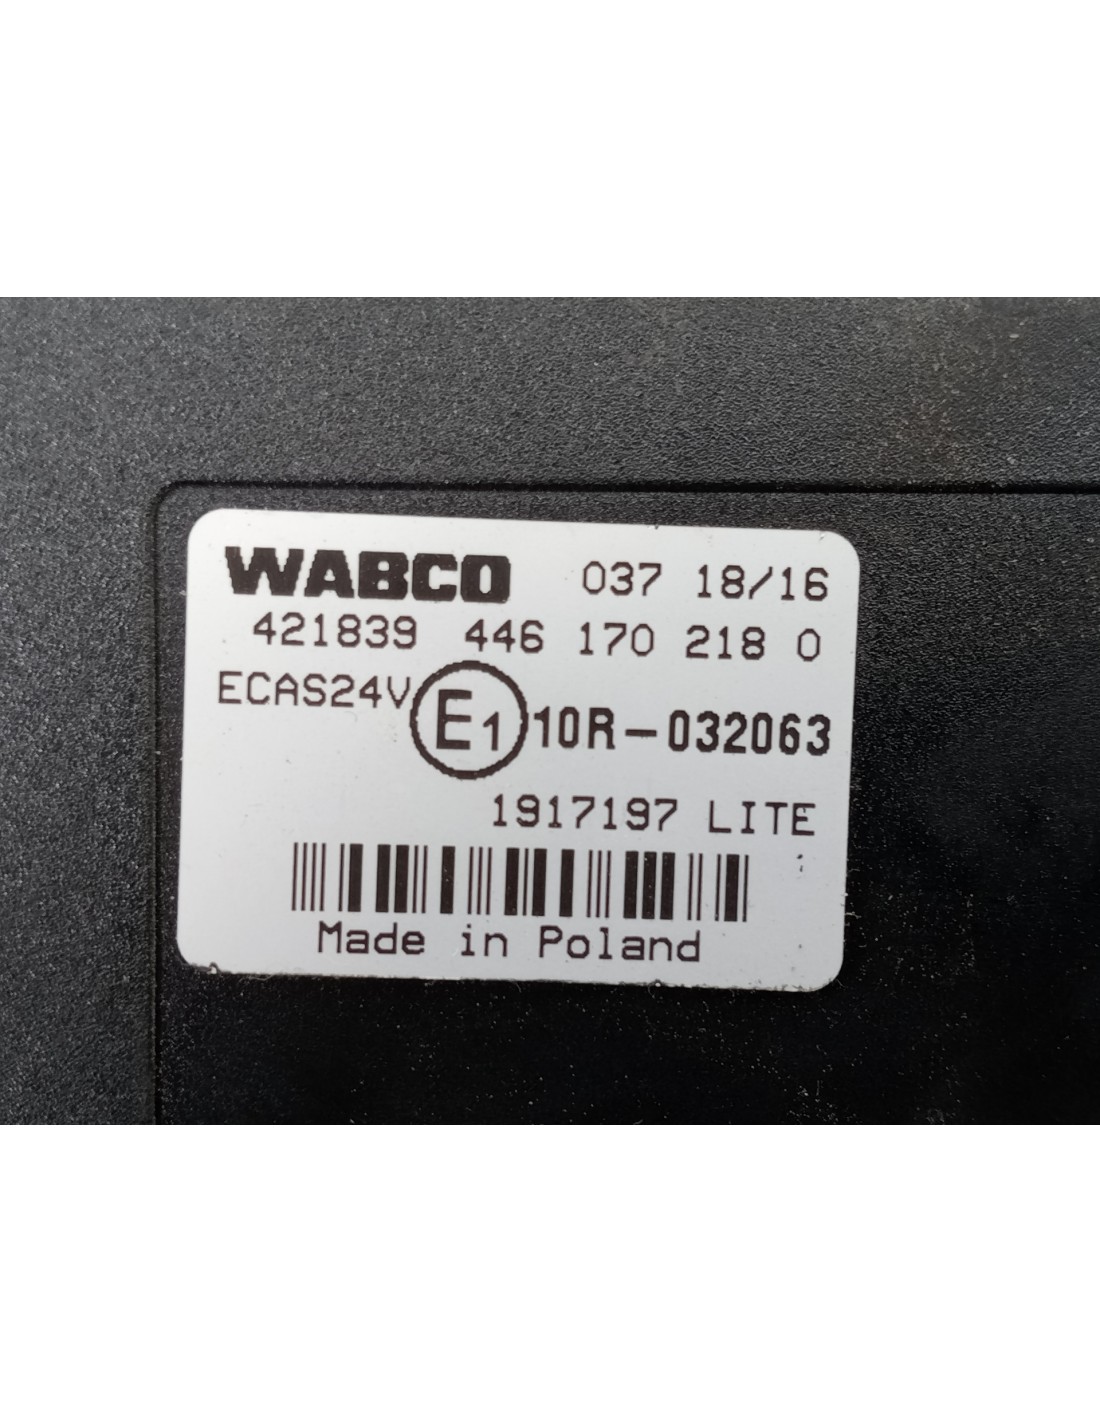 WABCO 037 18/16
421839 446 170 218 0
ECAS24V E1 10R-032063
1917197 LITE
Made in Poland